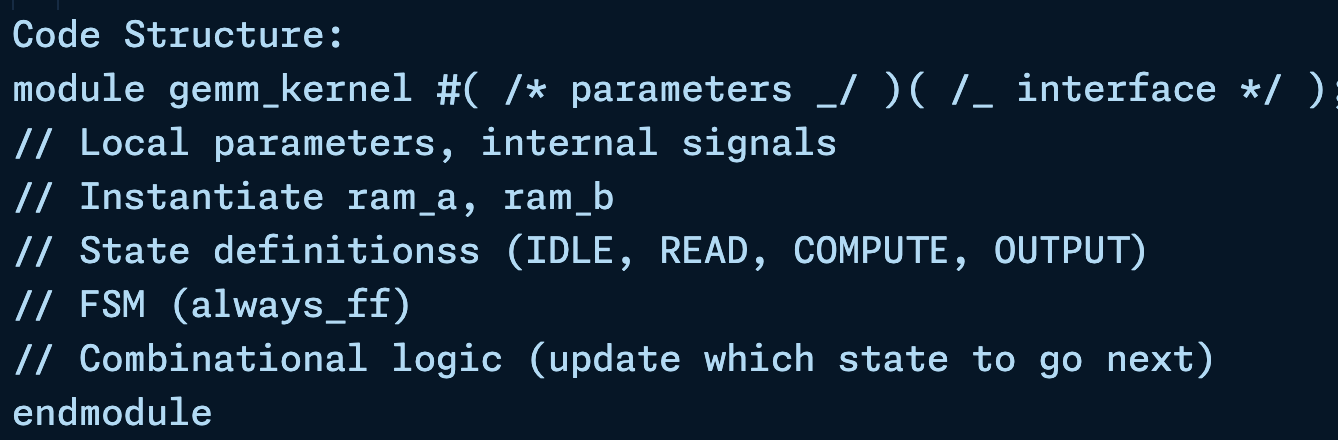 Code Structure:
module gemm_kernel #( /* parameters _/ )( /_ interface */ );
// Local parameters, internal signals
// Instantiate ram_a, ram_b
// State definitionss (IDLE, READ, COMPUTE, OUTPUT)
// FSM (always_ff)
// Combinational logic (update which state to go next)
endmodule